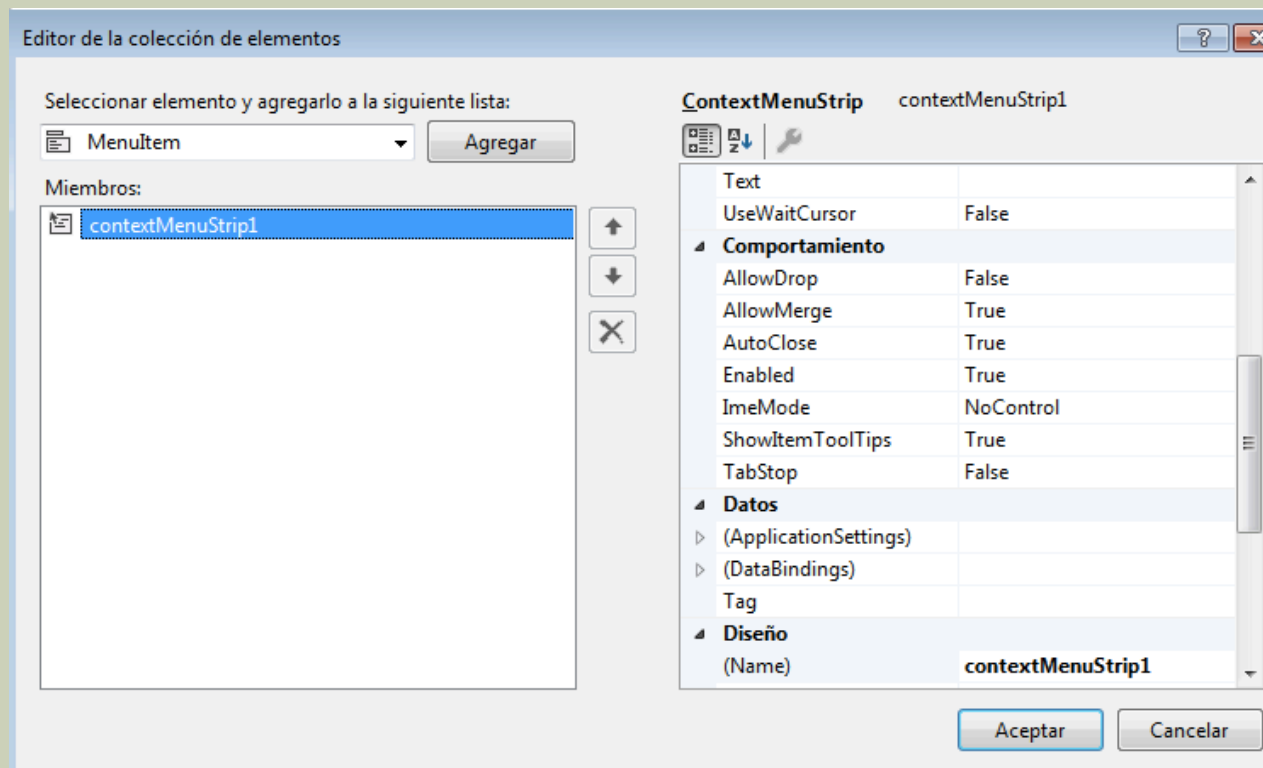 Editor de la colección de elementos
Seleccionar elemento y agregarlo a la siguiente lista:
MenuItem
Agregar
Miembros:
contextMenuStrip1
ContextMenuStrip contextMenuStrip1
Text
UseWaitCursor False
Comportamiento
AllowDrop False
AllowMerge True
AutoClose True
Enabled True
ImeMode NoControl
ShowItemToolTips True
TabStop False
Datos
(ApplicationSettings)
(DataBindings)
Tag
Diseño
(Name) contextMenuStrip1
Aceptar Cancelar